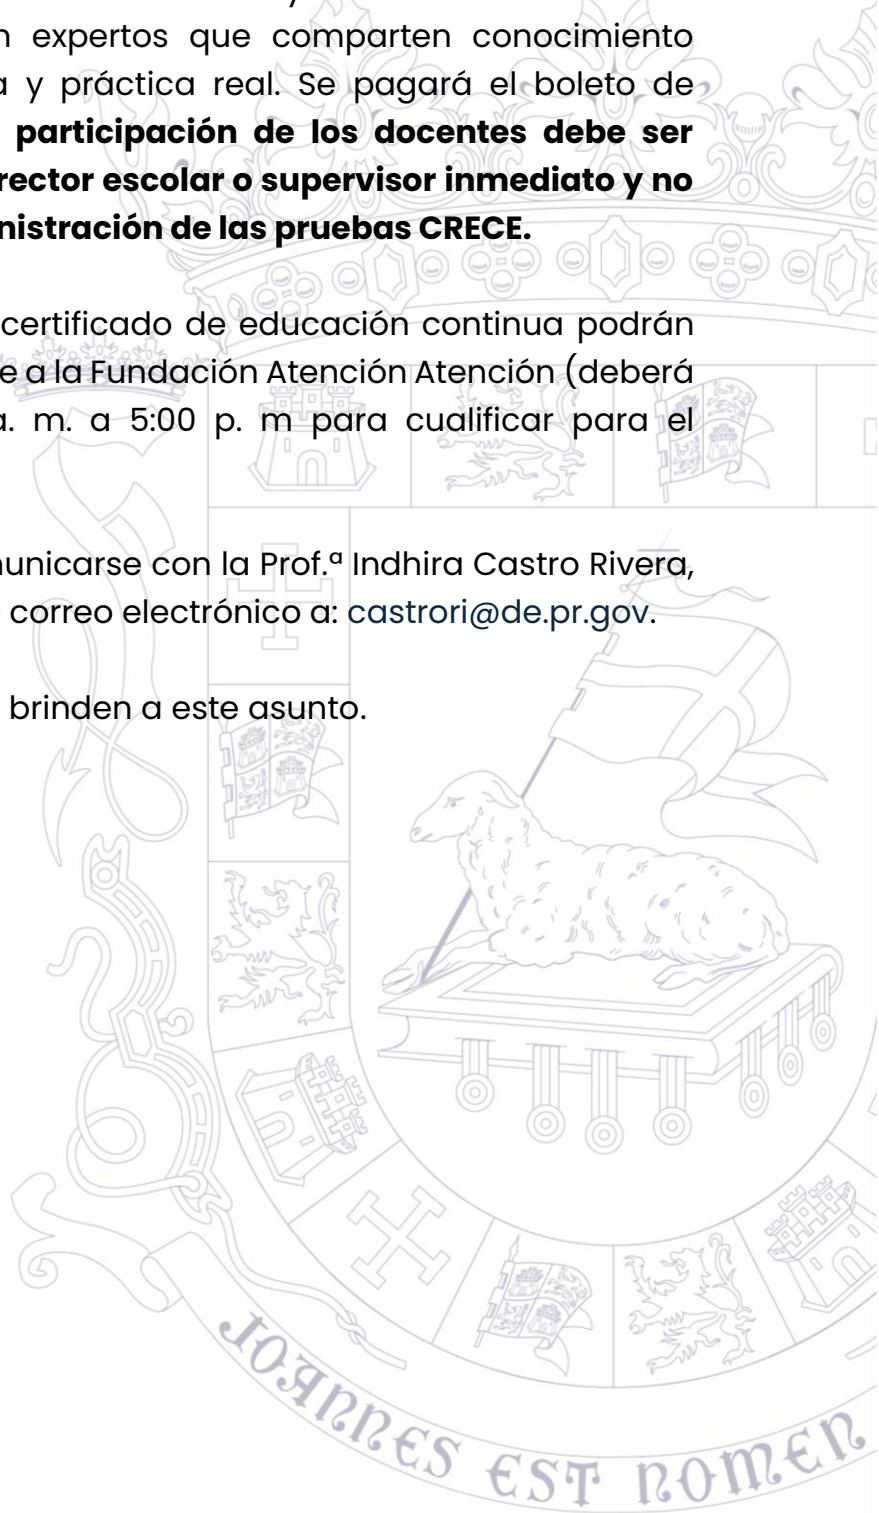 n expertos que comparten conocimiento
a y práctica real. Se pagará el boleto de
participación de los docentes debe ser
rector escolar o supervisor inmediato y no
nistración de las pruebas CRECE.
certificado de educación continua podrán
e a la Fundación Atención Atención (deberá
a. m. a 5:00 p. m para cualificar para el
unicarse con la Prof.ª Indhira Castro Rivera,
correo electrónico a: castrori@de.pr.gov.
brinden a este asunto.
JOANNES EST NOMEN